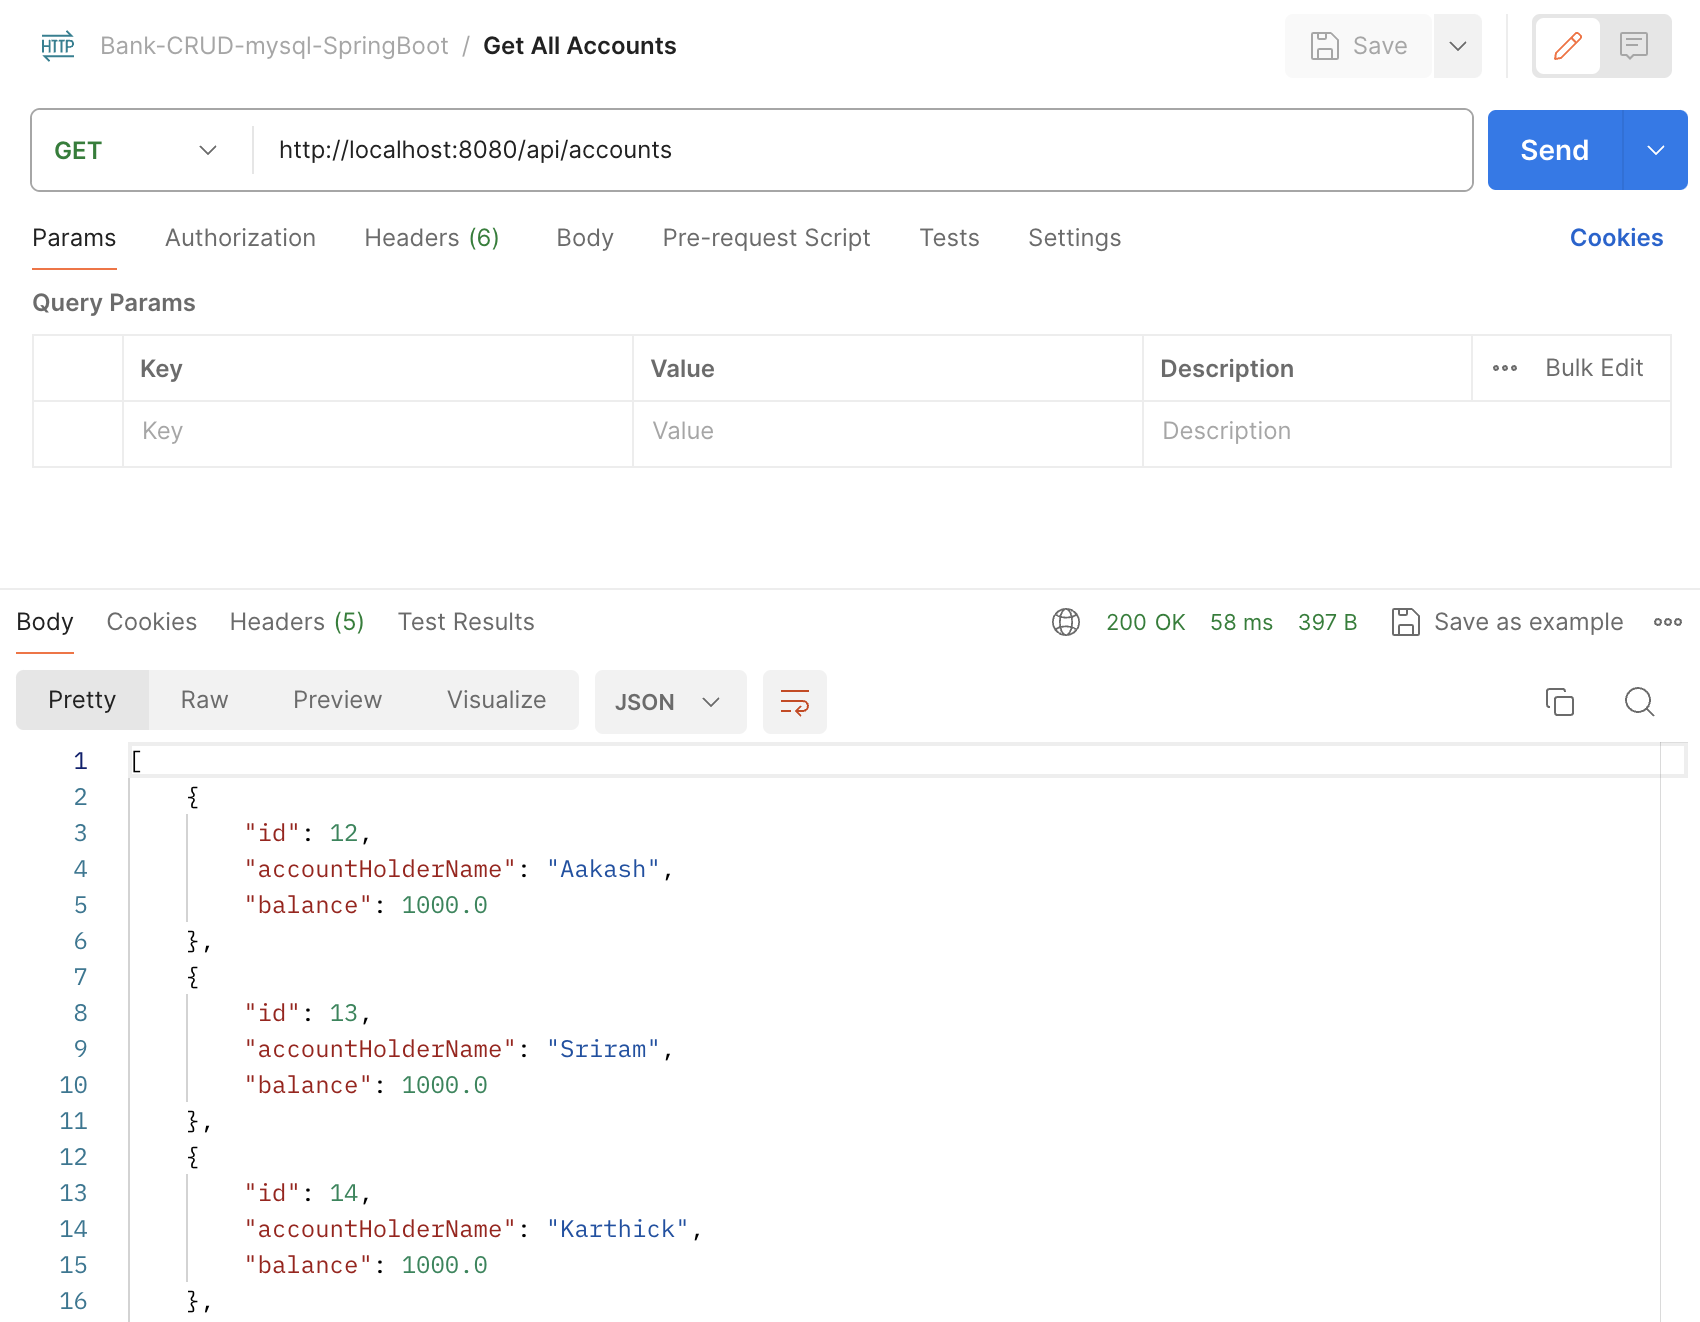 HTTP Bank-CRUD-mysql-SpringBoot / Get All Accounts Save
GET http://localhost:8080/api/accounts Send
Params Authorization Headers (6) Body Pre-request Script Tests Settings Cookies
Query Params
Key Value Description Bulk Edit
Key Value Description
Body Cookies Headers (5) Test Results 200 OK 58 ms 397 B Save as example
Pretty Raw Preview Visualize JSON
1 [
2 {
3 "id": 12,
4 "accountHolderName": "Aakash",
5 "balance": 1000.0
6 },
7 {
8 "id": 13,
9 "accountHolderName": "Sriram",
10 "balance": 1000.0
11 },
12 {
13 "id": 14,
14 "accountHolderName": "Karthick",
15 "balance": 1000.0
16 },